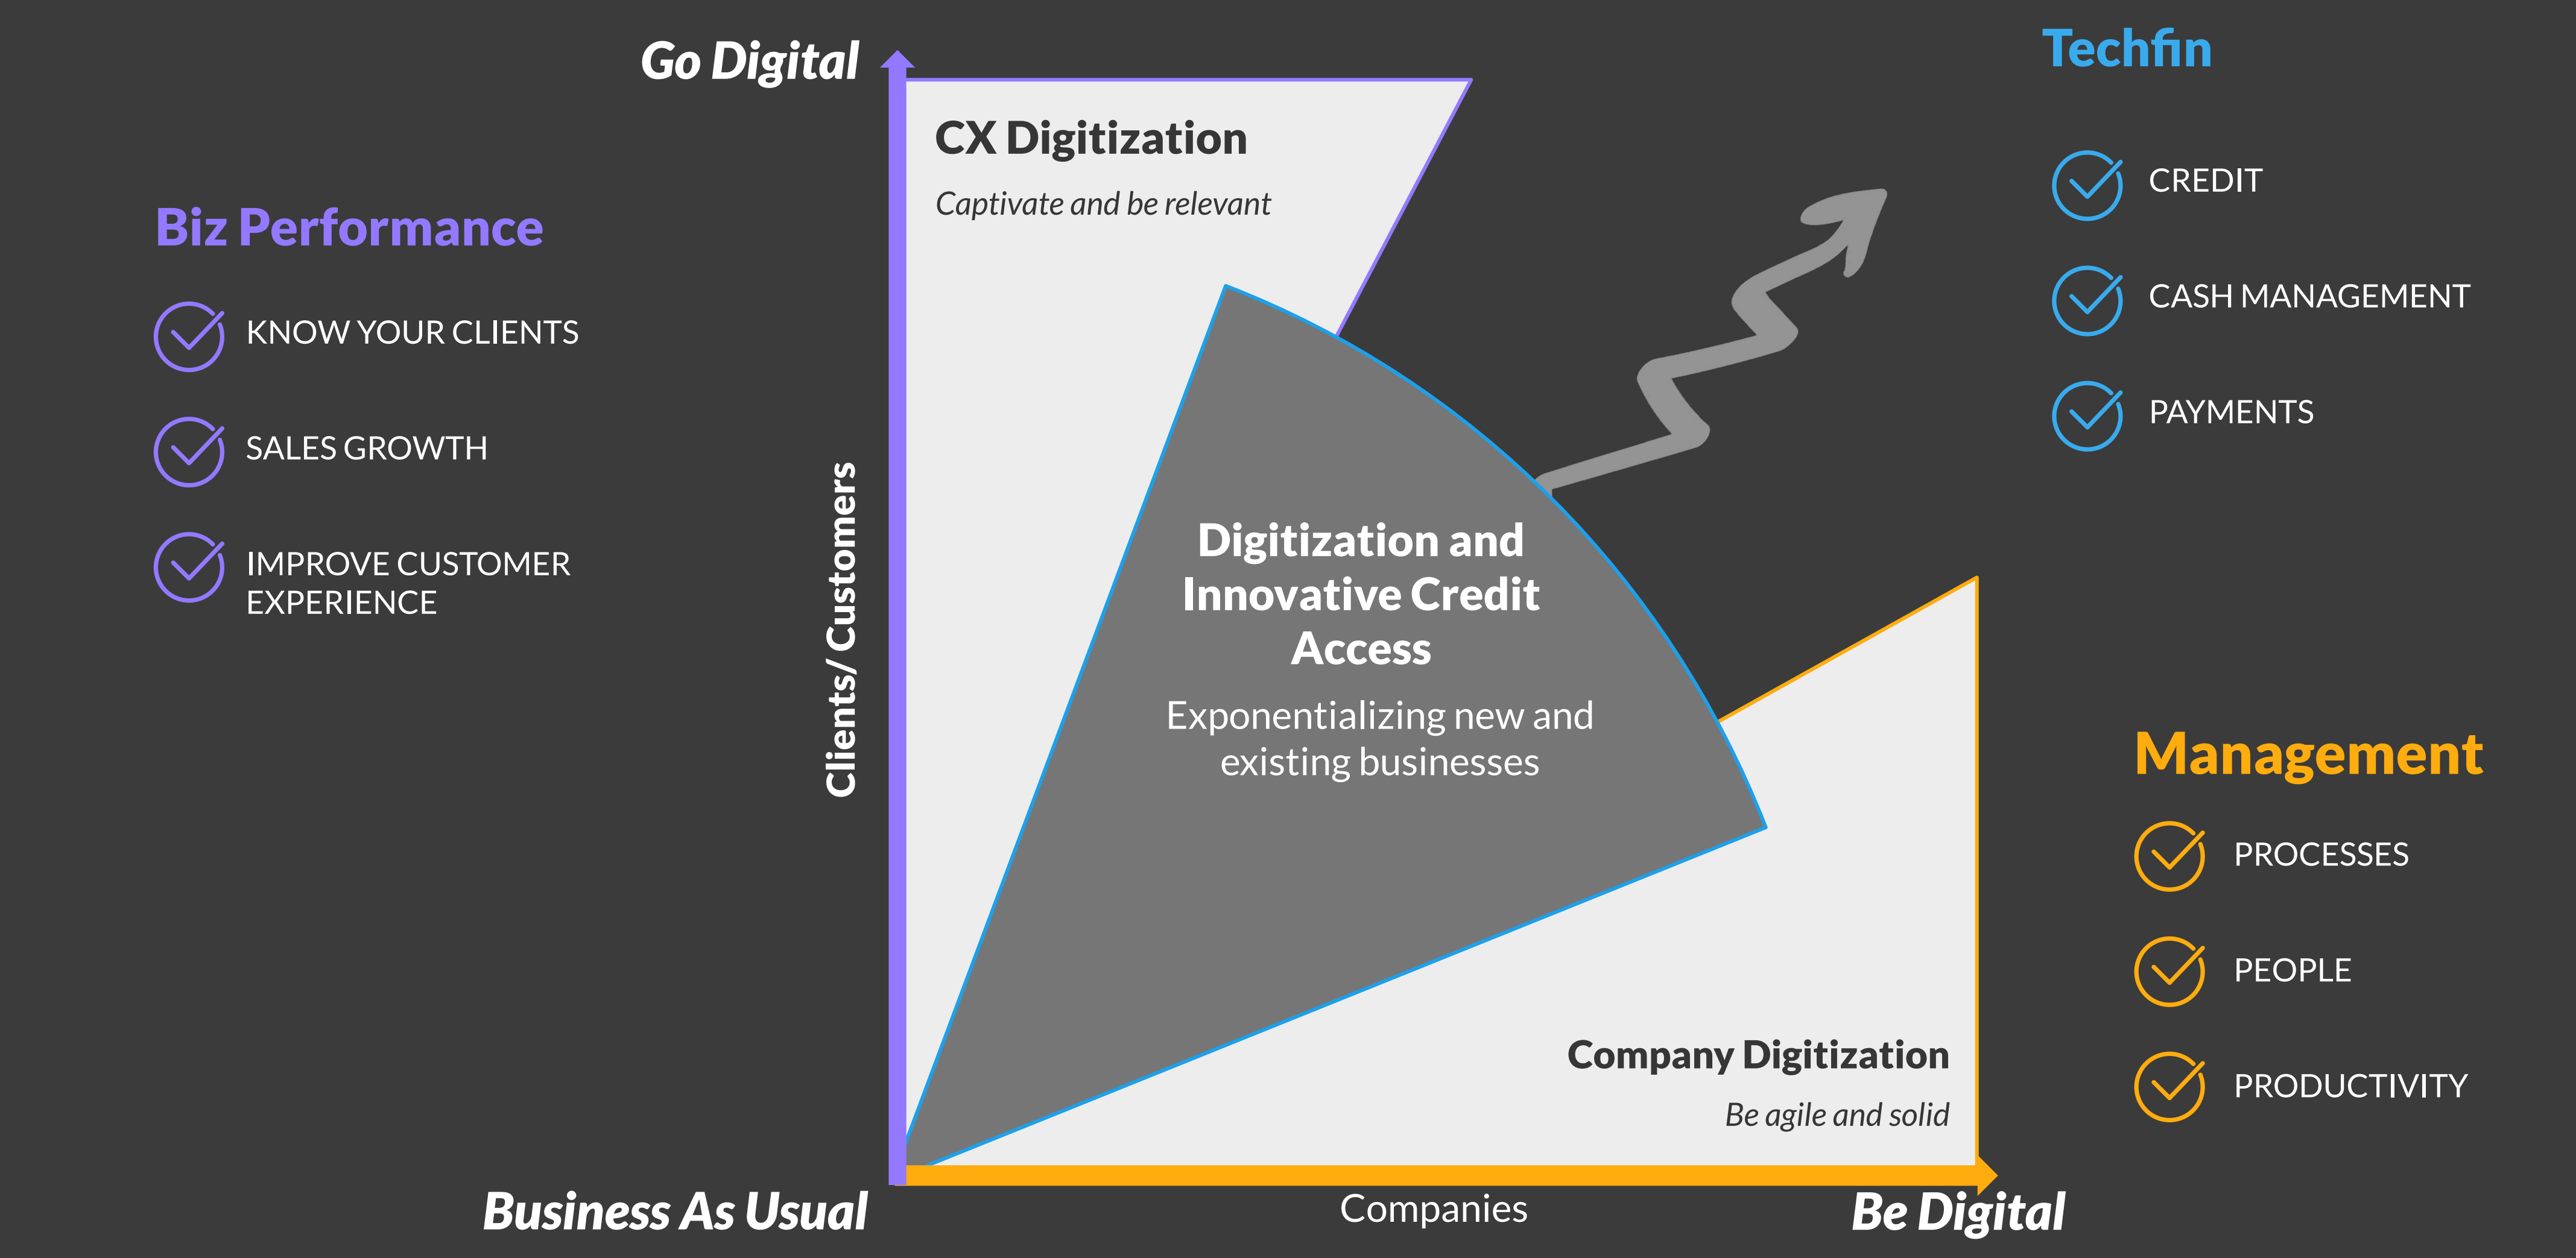 Go Digital
Techfin
CX Digitization
Captivate and be relevant
CREDIT
CASH MANAGEMENT
PAYMENTS
Biz Performance
KNOW YOUR CLIENTS
SALES GROWTH
IMPROVE CUSTOMER
EXPERIENCE
Clients/ Customers
Digitization and
Innovative Credit
Access
Exponentializing new and
existing businesses
Management
PROCESSES
PEOPLE
PRODUCTIVITY
Company Digitization
Be agile and solid
Business As Usual
Companies
Be Digital